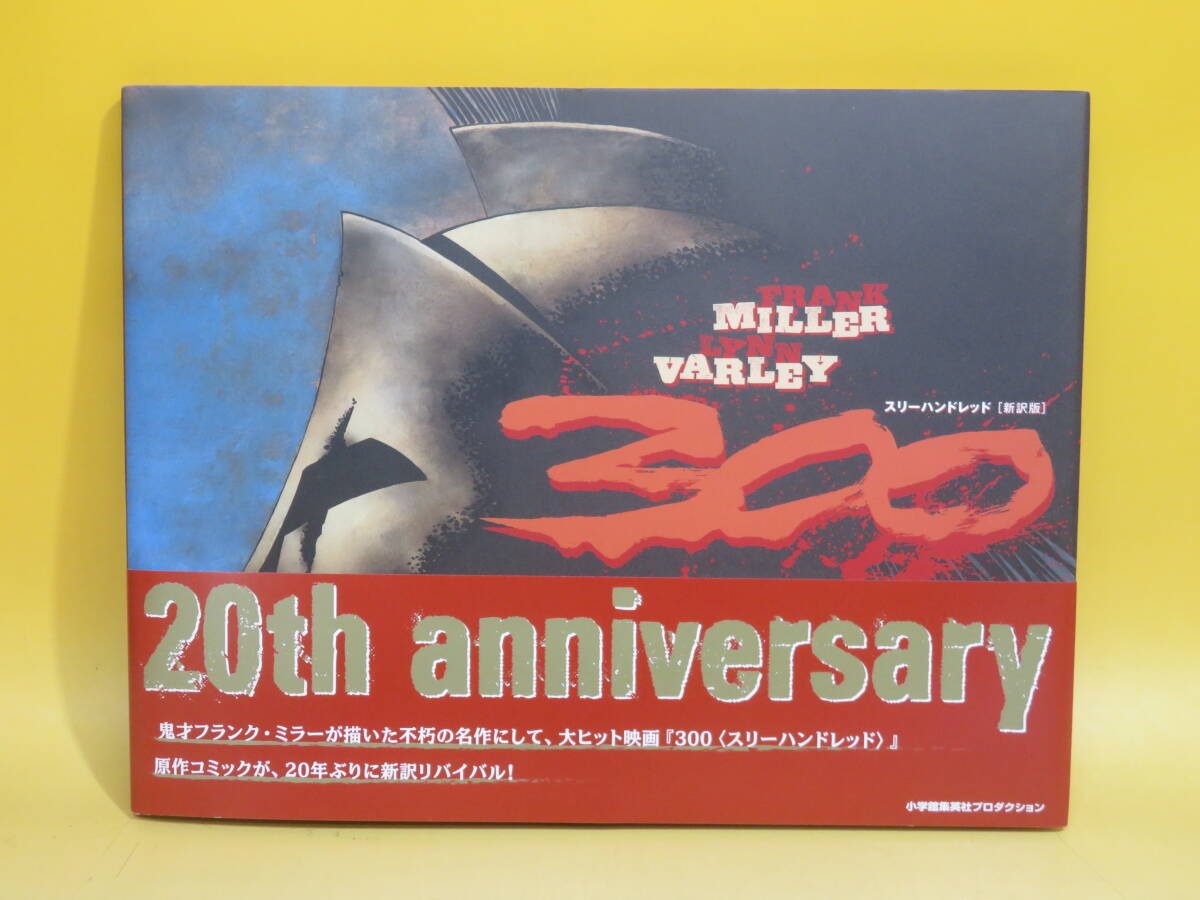 FRANK
MILLER
LYNN
VARLEY
スリーハンドレッド [新訳版]
300
20th anniversary
鬼才フランク・ミラーが描いた不朽の名作にして、大ヒット映画『300〈スリーハンドレッド〉』
原作コミックが、20年ぶりに新訳リバイバル!
小学館集英社プロダクション